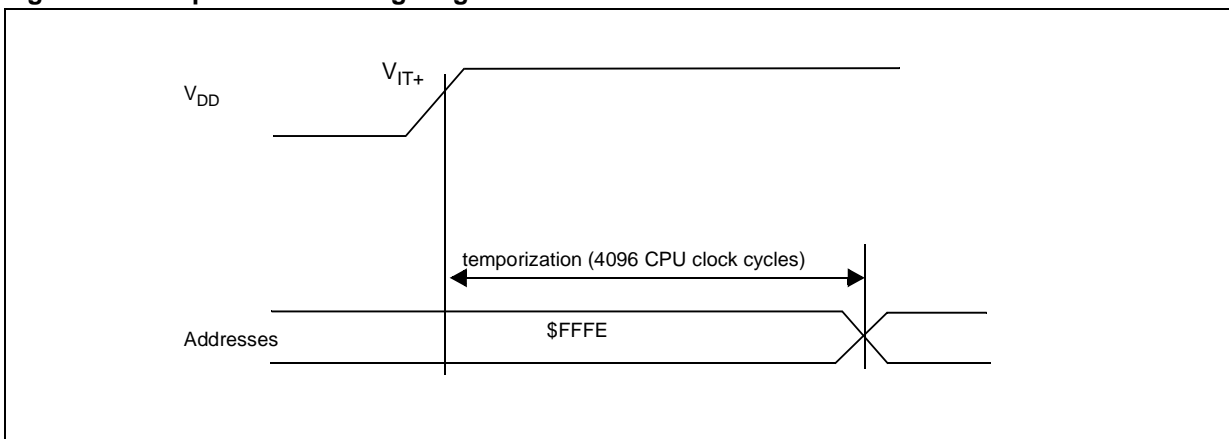 V_IT+
V_DD
temporization (4096 CPU clock cycles)
$FFFE
Addresses